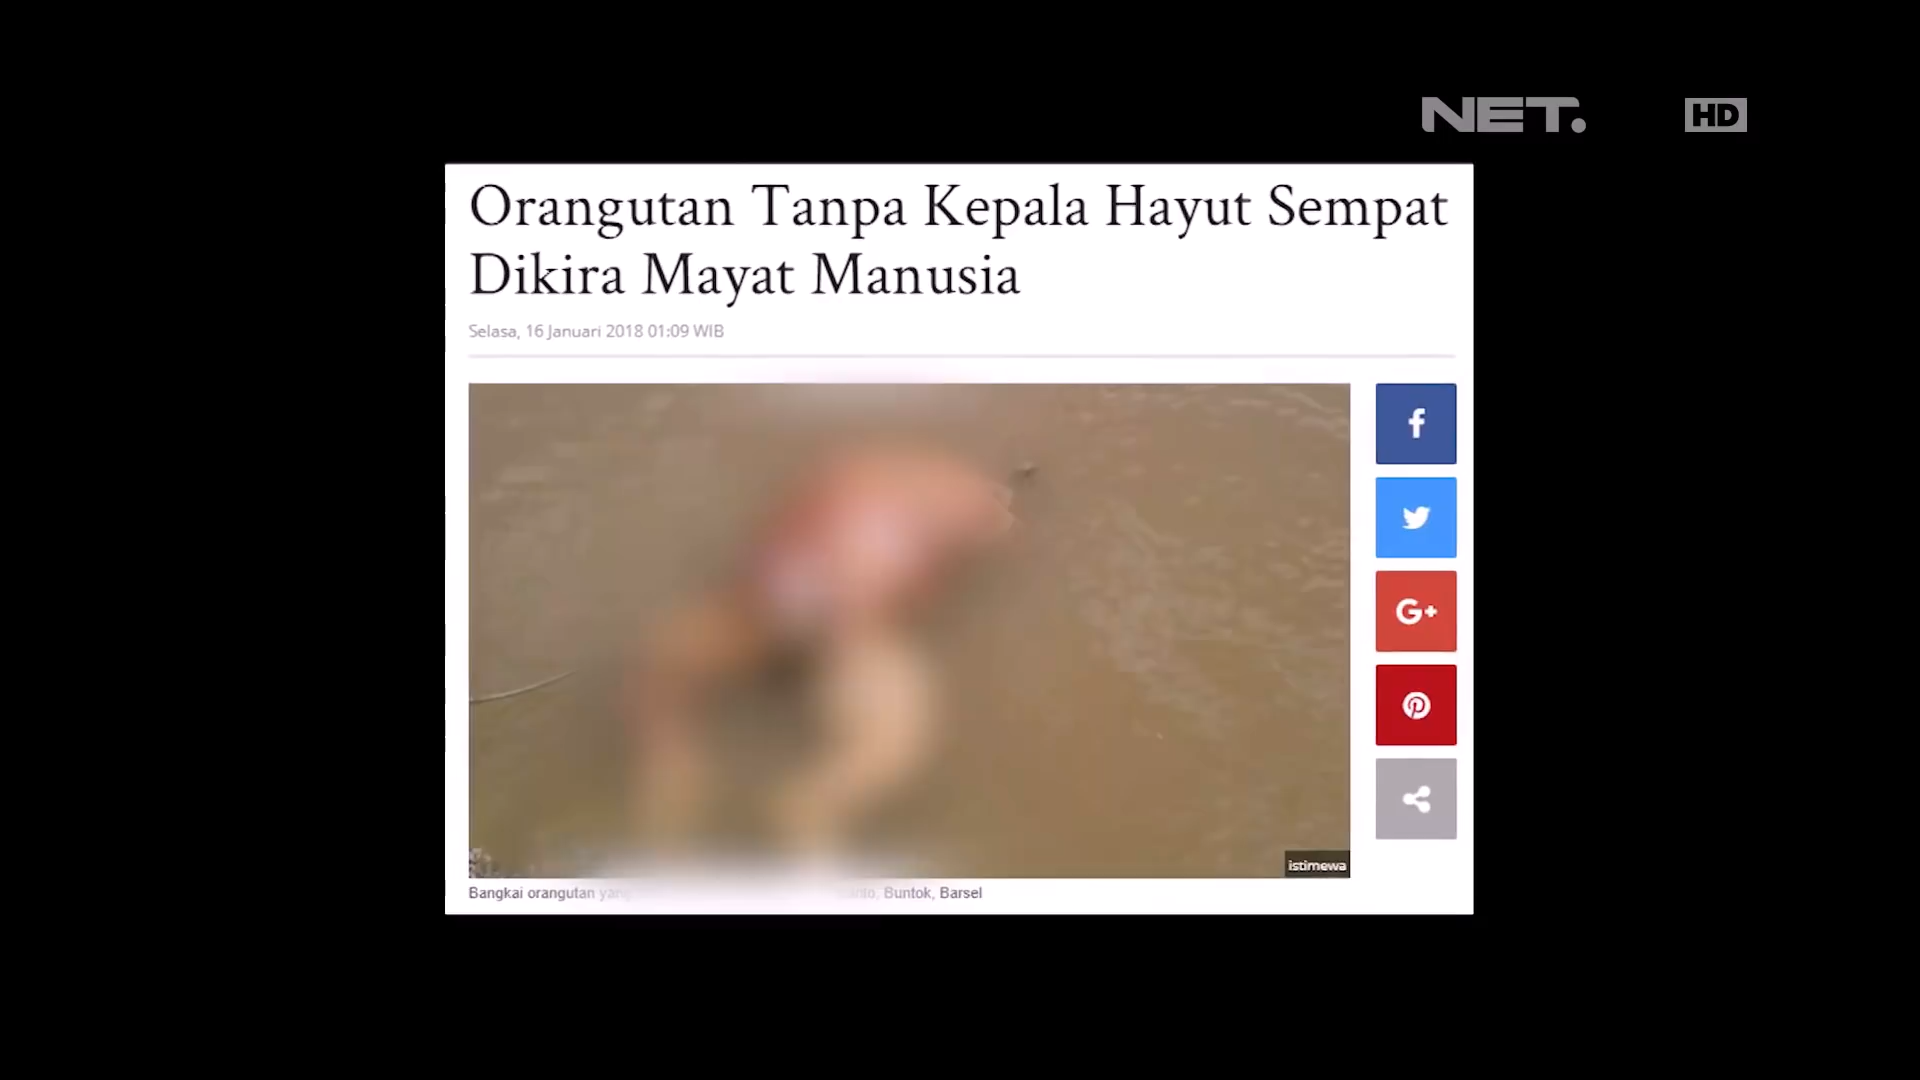 NET.
HD
Orangutan Tanpa Kepala Hayut Sempat
Dikira Mayat Manusia
Selasa, 16 Januari 2018 01:09 WIB
f
G+
istimewa
Bangkai orangutan yang Buntok, Barsel